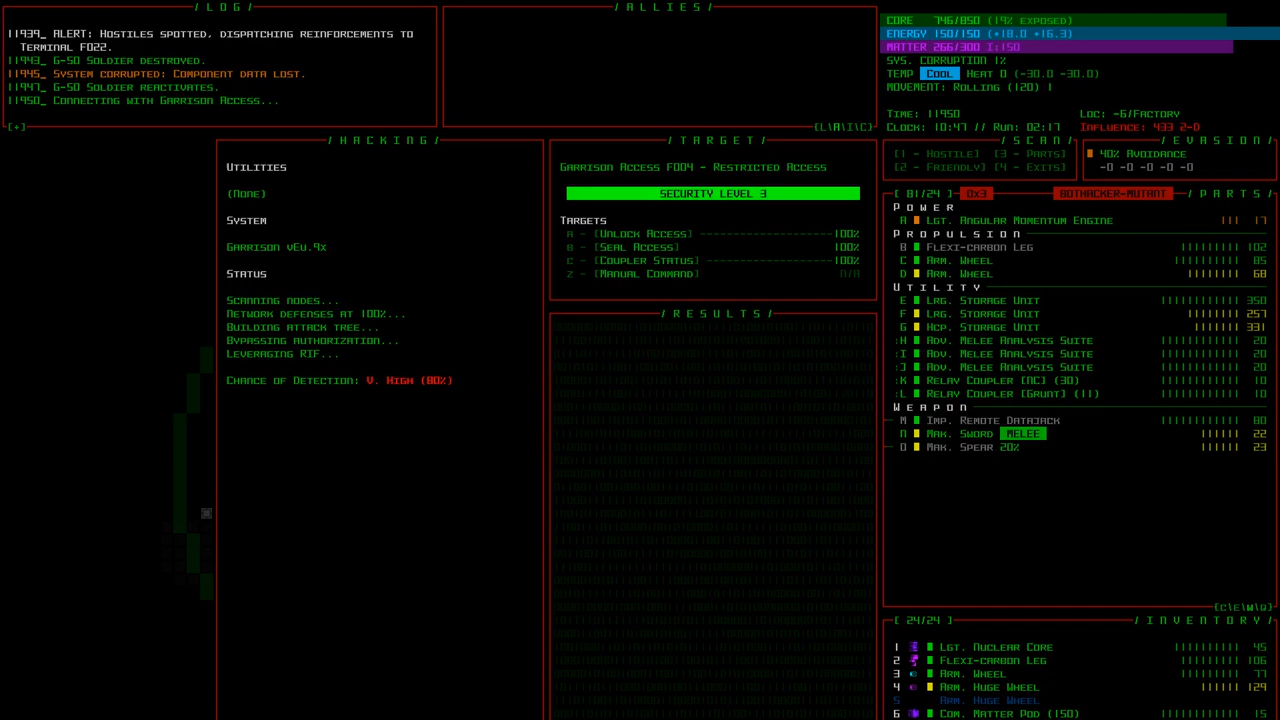 / L O G /
11939_ Alert: Hostiles spotted, dispatching reinforcements to
Terminal F022.
11943_ G-50 Soldier destroyed.
11945_ System corrupted: Component data lost.
11947_ G-50 Soldier reactivates.
11950_ Connecting with Garrison Access...
[+]
/ A L L I E S /
[L\A\I\C]
Core 746/850 (19% exposed)
Energy 150/150 (+18.0 +16.3)
Matter 266/300 I:150
Sys. Corruption 1%
Temp Cool Heat 0 (-30.0 -30.0)
Movement: Rolling (120) 1
Time: 11950 Loc: -6/Factory
Clock: 10:47 // Run: 02:17 Influence: 433 2-D
/ S C A N /
[1 - Hostile] [3 - Parts]
[2 - Friendly] [4 - Exits]
/ E V A S I O N /
40% Avoidance
-0 -0 -0 -0 -0
/ H A C K I N G /
Utilities
(None)
System
Garrison vEu.9x
Status
Scanning nodes...
Network defenses at 100%...
Building attack tree...
Bypassing authorization...
Leveraging RIF...
Chance of Detection: V. High (80%)
/ T A R G E T /
Garrison Access F004 - Restricted Access
SECURITY LEVEL 3
Targets
A - [Unlock Access] 100%
B - [Seal Access] 100%
C - [Coupler Status] 100%
Z - [Manual Command] N/A
/ R E S U L T S /
[ 81/24 ] 0x3 Bothacker-Mutant / P A R T S /
P o w e r
A Lgt. Angular Momentum Engine 17
P r o p u l s i o n
B Flexi-carbon Leg 102
C Arm. Wheel 85
D Arm. Wheel 68
U t i l i t y
E Lrg. Storage Unit 350
F Lrg. Storage Unit 257
G Hcp. Storage Unit 331
:H Adv. Melee Analysis Suite 20
:I Adv. Melee Analysis Suite 20
:J Adv. Melee Analysis Suite 20
:K Relay Coupler [NC] (30) 10
:L Relay Coupler [Grunt] (11) 10
W e a p o n
M Imp. Remote Datajack 80
N Mak. Sword MELEE 22
O Mak. Spear 20% 23
[C\E\W\Q]
[ 24/24 ] / I N V E N T O R Y /
1 Lgt. Nuclear Core 45
2 Flexi-carbon Leg 106
3 Arm. Wheel 77
4 Arm. Huge Wheel 129
5 Arm. Huge Wheel
6 Com. Matter Pod (150) 15